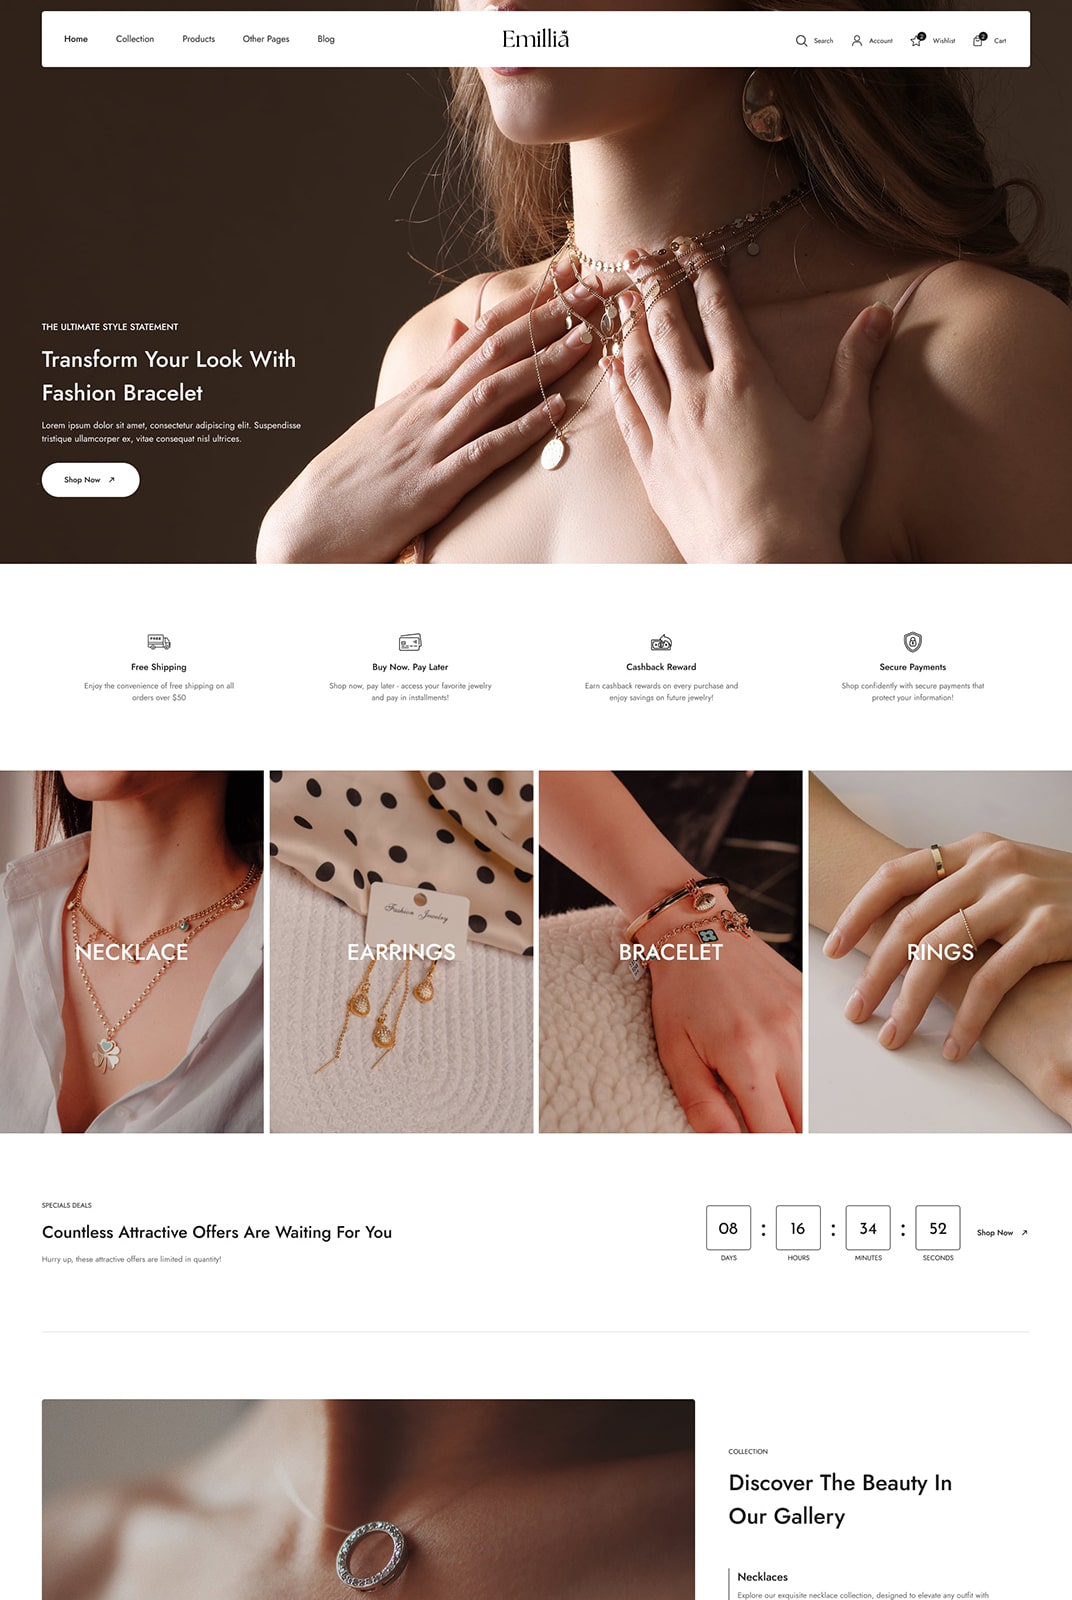 Home
Collection
Products
Other Pages
Blog
Emillia
Search
Account
2
Wishlist
2
Cart
THE ULTIMATE STYLE STATEMENT
Transform Your Look With
Fashion Bracelet
Lorem ipsum dolor sit amet, consectetur adipiscing elit. Suspendisse
tristique ullamcorper ex, vitae consequat nisl ultrices.
Shop Now
FREE
Free Shipping
Enjoy the convenience of free shipping on all
orders over $50
Buy Now. Pay Later
Shop now, pay later - access your favorite jewelry
and pay in installments!
Cashback Reward
Earn cashback rewards on every purchase and
enjoy savings on future jewelry!
Secure Payments
Shop confidently with secure payments that
protect your information!
NECKLACE
Fashion Jewelry
EARRINGS
BRACELET
RINGS
SPECIALS DEALS
Countless Attractive Offers Are Waiting For You
Hurry up, these attractive offers are limited in quantity!
08 : 16 : 34 : 52
DAYS HOURS MINUTES SECONDS
Shop Now
COLLECTION
Discover The Beauty In
Our Gallery
Necklaces
Explore our exquisite necklace collection, designed to elevate any outfit with